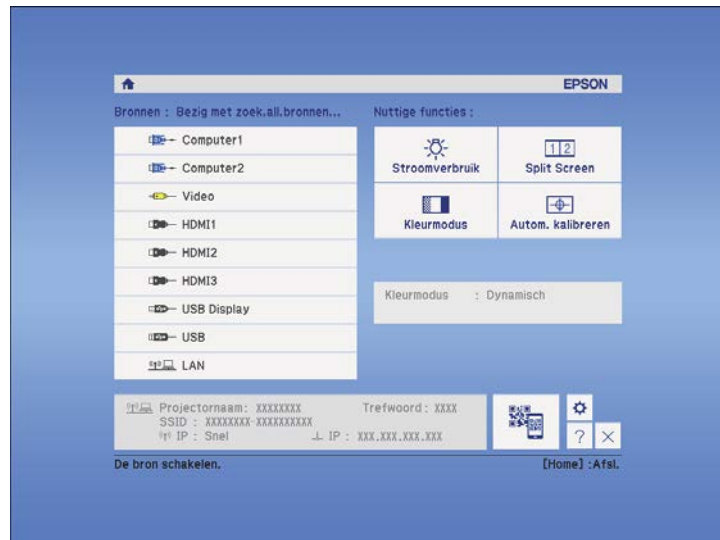 EPSON
Bronnen : Bezig met zoek.all.bronnen...
Computer1
Computer2
Video
HDMI1
HDMI2
HDMI3
USB Display
USB
LAN
Nuttige functies :
Stroomverbruik
1 2
Split Screen
Kleurmodus
Autom. kalibreren
Kleurmodus : Dynamisch
Projectornaam: XXXXXXXX Trefwoord : XXXX
SSID : XXXXXXXX-XXXXXXXXXX
IP : Snel IP : XXX.XXX.XXX.XXX
?
De bron schakelen. [Home] :Afsl.